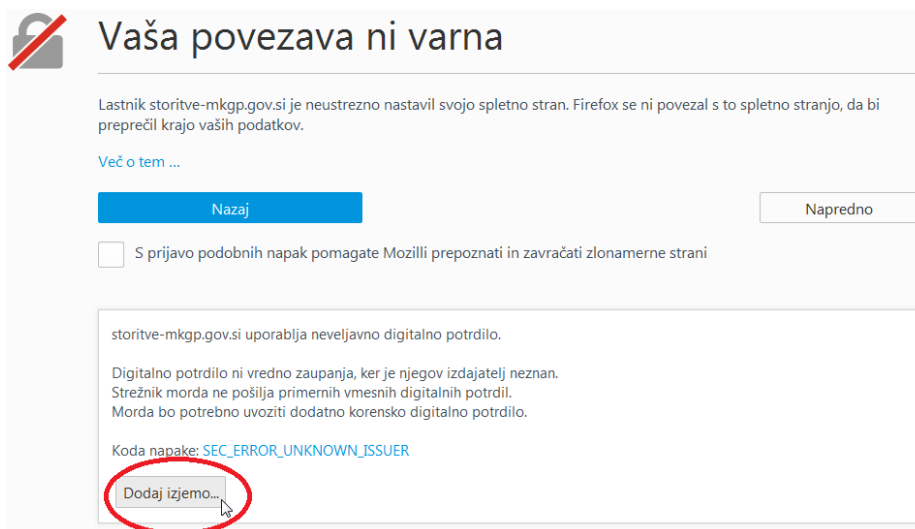 Vaša povezava ni varna
Lastnik storitve-mkgp.gov.si je neustrezno nastavil svojo spletno stran. Firefox se ni povezal s to spletno stranjo, da bi
preprečil krajo vaših podatkov.
Več o tem ...
Nazaj
Napredno
S prijavo podobnih napak pomagate Mozilli prepoznati in zavračati zlonamerne strani
storitve-mkgp.gov.si uporablja neveljavno digitalno potrdilo.
Digitalno potrdilo ni vredno zaupanja, ker je njegov izdajatelj neznan.
Strežnik morda ne pošilja primernih vmesnih digitalnih potrdil.
Morda bo potrebno uvoziti dodatno korensko digitalno potrdilo.
Koda napake: SEC_ERROR_UNKNOWN_ISSUER
Dodaj izjemo...